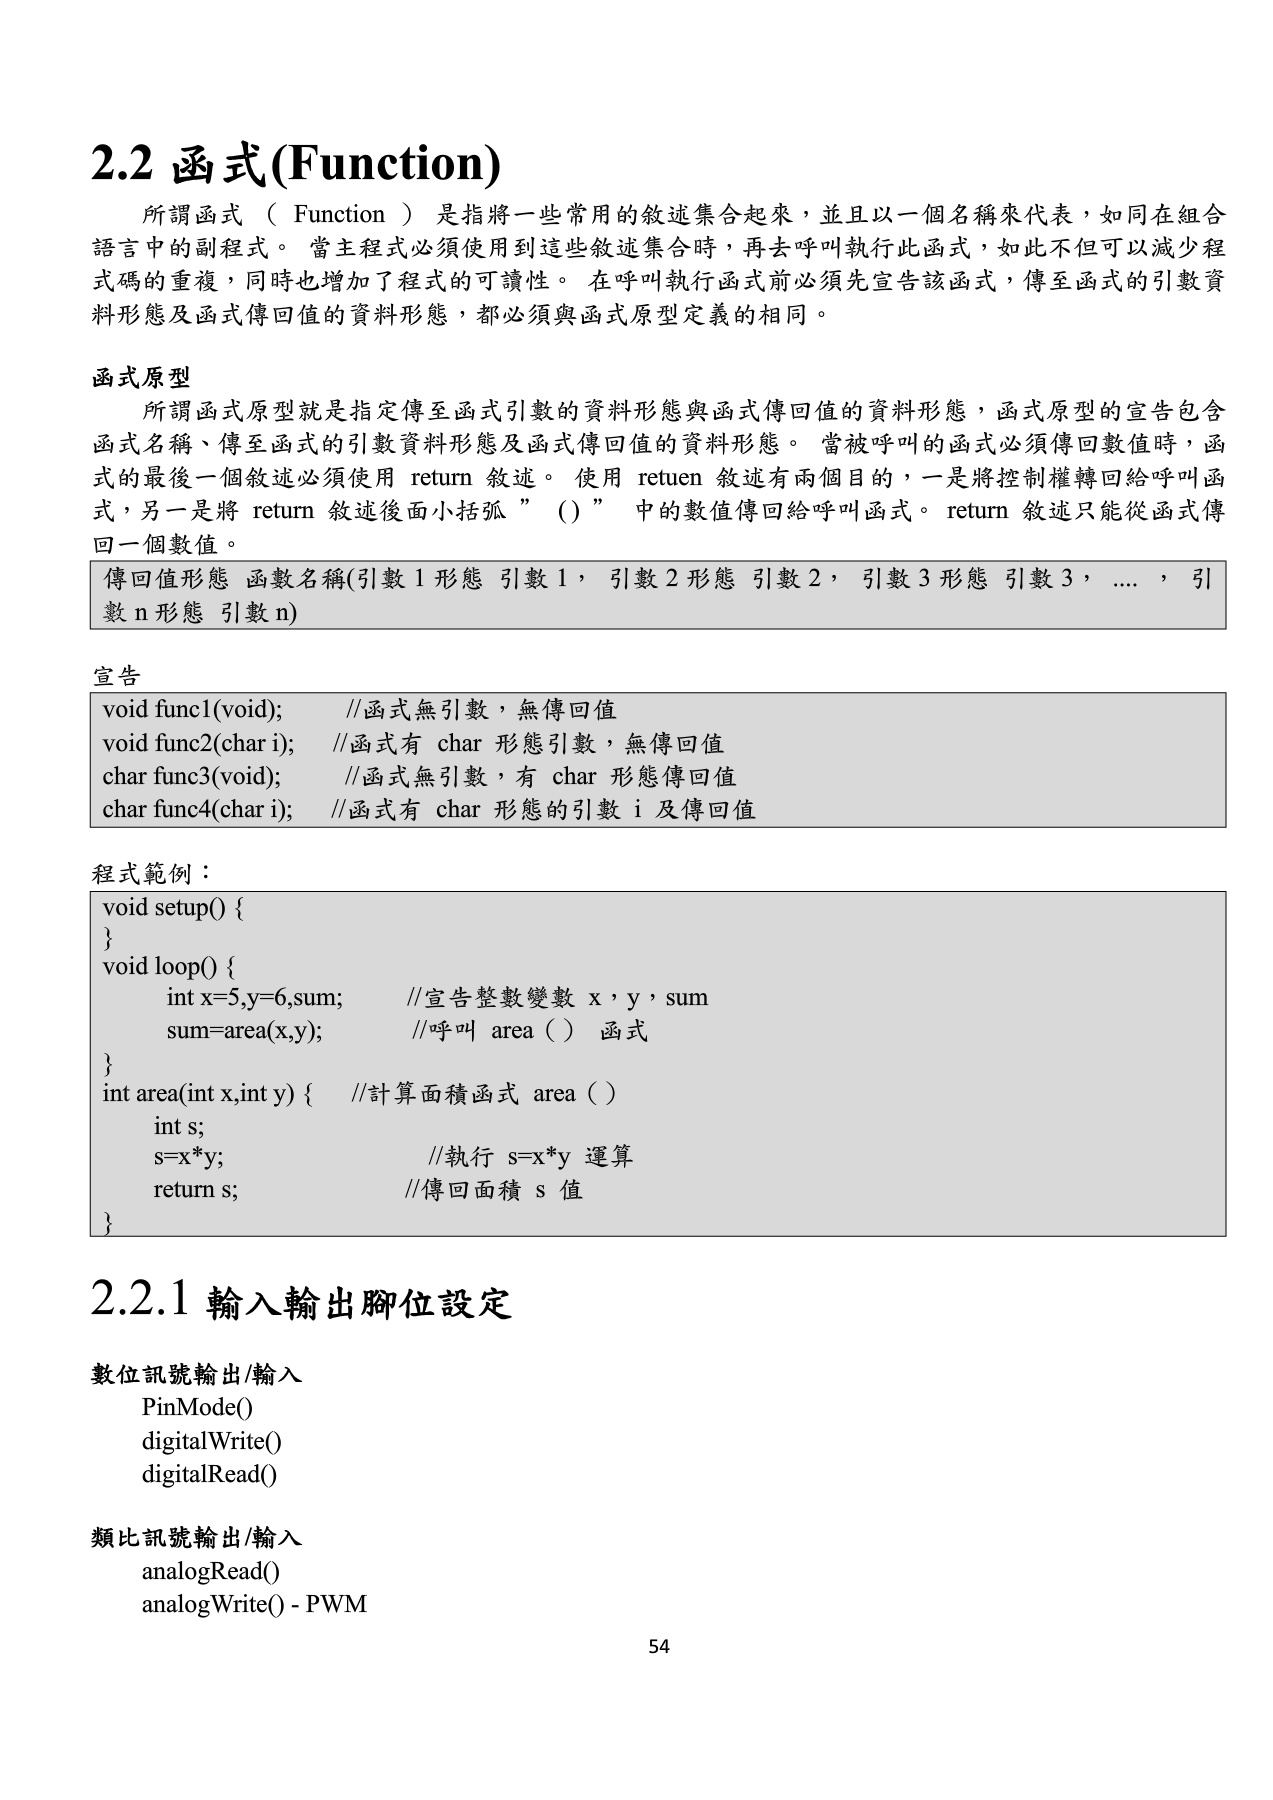 2.2 函式(Function)
所謂函式 （ Function ） 是指將一些常用的敘述集合起來，並且以一個名稱來代表，如同在組合
語言中的副程式。 當主程式必須使用到這些敘述集合時，再去呼叫執行此函式，如此不但可以減少程
式碼的重複，同時也增加了程式的可讀性。 在呼叫執行函式前必須先宣告該函式，傳至函式的引數資
料形態及函式傳回值的資料形態，都必須與函式原型定義的相同。
函式原型
所謂函式原型就是指定傳至函式引數的資料形態與函式傳回值的資料形態，函式原型的宣告包含
函式名稱、傳至函式的引數資料形態及函式傳回值的資料形態。 當被呼叫的函式必須傳回數值時，函
式的最後一個敘述必須使用 return 敘述。 使用 retuen 敘述有兩個目的，一是將控制權轉回給呼叫函
式，另一是將 return 敘述後面小括弧 ” () ” 中的數值傳回給呼叫函式。 return 敘述只能從函式傳
回一個數值。
傳回值形態 函數名稱(引數 1 形態 引數 1， 引數 2 形態 引數 2， 引數 3 形態 引數 3， .... ， 引
數 n 形態 引數 n)
宣告
void func1(void); //函式無引數，無傳回值
void func2(char i); //函式有 char 形態引數，無傳回值
char func3(void); //函式無引數，有 char 形態傳回值
char func4(char i); //函式有 char 形態的引數 i 及傳回值
程式範例：
void setup() {
}
void loop() {
int x=5,y=6,sum; //宣告整數變數 x，y，sum
sum=area(x,y); //呼叫 area（） 函式
}
int area(int x,int y) { //計算面積函式 area（）
int s;
s=x*y; //執行 s=x*y 運算
return s; //傳回面積 s 值
}
2.2.1 輸入輸出腳位設定
數位訊號輸出/輸入
PinMode()
digitalWrite()
digitalRead()
類比訊號輸出/輸入
analogRead()
analogWrite() - PWM
54